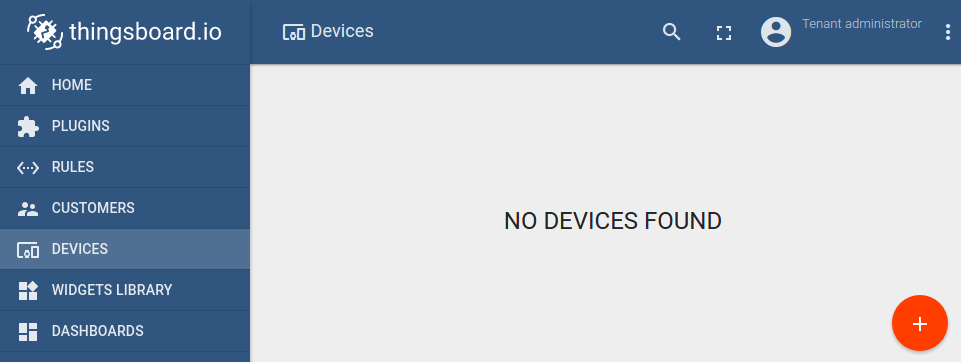 thingsboard.io
Devices
Tenant administrator
HOME
PLUGINS
RULES
CUSTOMERS
DEVICES
WIDGETS LIBRARY
DASHBOARDS
NO DEVICES FOUND